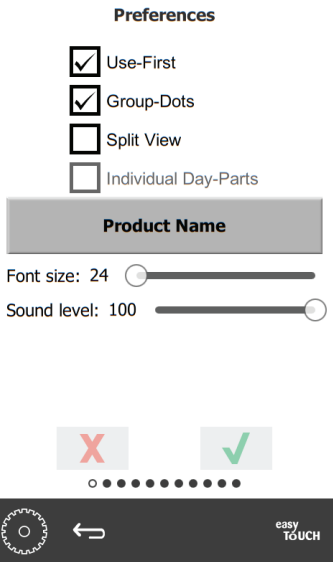 Preferences
Use-First
Group-Dots
Split View
Individual Day-Parts
Product Name
Font size: 24
Sound level: 100
X
easy
TOUCH